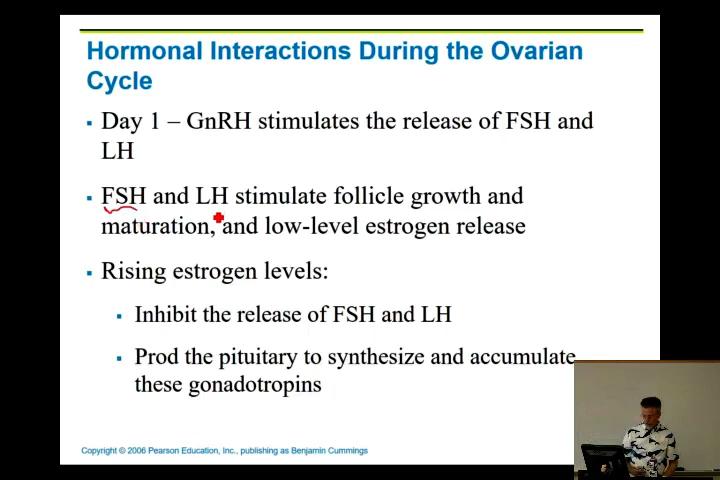 Hormonal Interactions During the Ovarian
Cycle
▪ Day 1 – GnRH stimulates the release of FSH and
LH
▪ FSH and LH stimulate follicle growth and
maturation, and low-level estrogen release
▪ Rising estrogen levels:
▪ Inhibit the release of FSH and LH
▪ Prod the pituitary to synthesize and accumulate
these gonadotropins
Copyright © 2006 Pearson Education, Inc., publishing as Benjamin Cummings